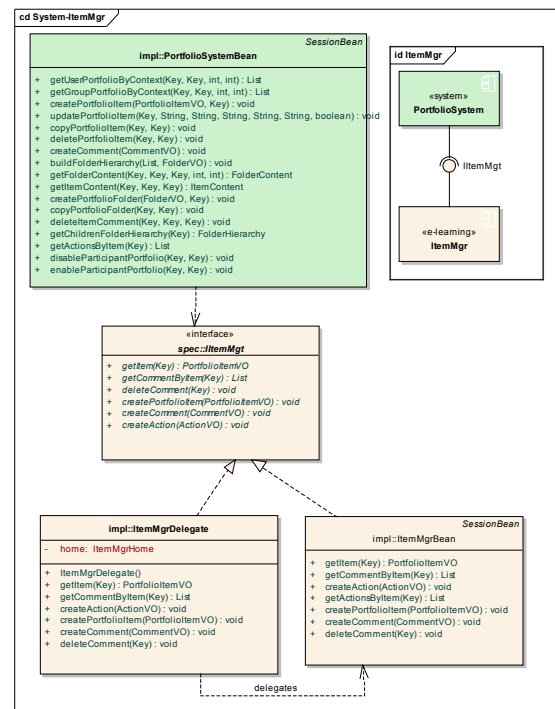 cd System-ItemMgr
SessionBean
impl::PortfolioSystemBean
+ getUserPortfolioByContext(Key, Key, int, int) : List
+ getGroupPortfolioByContext(Key, Key, int, int) : List
+ createPortfolioItem(PortfolioItemVO, Key) : void
+ updatePortfolioItem(Key, String, String, String, String, String, boolean) : void
+ copyPortfolioItem(Key, Key) : void
+ deletePortfolioItem(Key, Key) : void
+ createComment(CommentVO) : void
+ buildFolderHierarchy(List, FolderVO) : void
+ getFolderContent(Key, Key, Key, int, int) : FolderContent
+ getItemContent(Key, Key, Key) : ItemContent
+ createPortfolioFolder(FolderVO, Key) : void
+ copyPortfolioFolder(Key, Key) : void
+ deleteItemComment(Key, Key, Key) : void
+ getChildrenFolderHierarchy(Key) : FolderHierarchy
+ getActionsByItem(Key) : List
+ disableParticipantPortfolio(Key, Key) : void
+ enableParticipantPortfolio(Key, Key) : void
id ItemMgr
«system»
PortfolioSystem
IItemMgt
«e-learning»
ItemMgr
«interface»
spec::IItemMgt
+ getItem(Key) : PortfolioItemVO
+ getCommentByItem(Key) : List
+ deleteComment(Key) : void
+ createPortfolioItem(PortfolioItemVO) : void
+ createComment(CommentVO) : void
+ createAction(ActionVO) : void
impl::ItemMgrDelegate
- home: ItemMgrHome
+ ItemMgrDelegate()
+ getItem(Key) : PortfolioItemVO
+ getCommentByItem(Key) : List
+ createAction(ActionVO) : void
+ createPortfolioItem(PortfolioItemVO) : void
+ createComment(CommentVO) : void
+ deleteComment(Key) : void
SessionBean
impl::ItemMgrBean
+ getItem(Key) : PortfolioItemVO
+ getCommentByItem(Key) : List
+ createAction(ActionVO) : void
+ getActionsByItem(Key) : List
+ createPortfolioItem(PortfolioItemVO) : void
+ createComment(CommentVO) : void
+ deleteComment(Key) : void
delegates